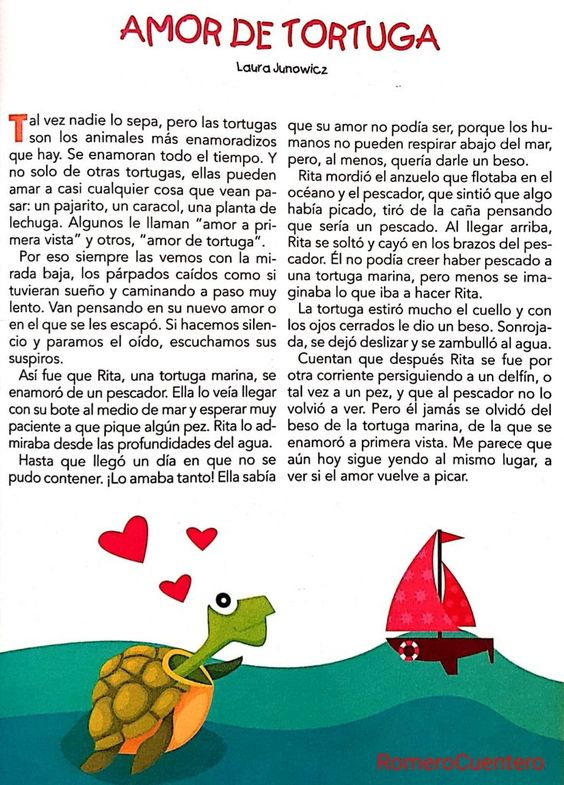 AMOR DE TORTUGA
Laura Junowicz
Tal vez nadie lo sepa, pero las tortugas
son los animales más enamoradizos
que hay. Se enamoran todo el tiempo. Y
no solo de otras tortugas, ellas pueden
amar a casi cualquier cosa que vean pa-
sar: un pajarito, un caracol, una planta de
lechuga. Algunos le llaman “amor a pri-
mera vista” y otros, “amor de tortuga”.
Por eso siempre las vemos con la mi-
rada baja, los párpados caídos como si
tuvieran sueño y caminando a paso muy
lento. Van pensando en su nuevo amor o
en el que se les escapó. Si hacemos silen-
cio y paramos el oído, escuchamos sus
suspiros.
Así fue que Rita, una tortuga marina, se
enamoró de un pescador. Ella lo veía llegar
con su bote al medio de mar y esperar muy
paciente a que pique algún pez. Rita lo ad-
miraba desde las profundidades del agua.
Hasta que llegó un día en que no se
pudo contener. ¡Lo amaba tanto! Ella sabía
que su amor no podía ser, porque los hu-
manos no pueden respirar abajo del mar,
pero, al menos, quería darle un beso.
Rita mordió el anzuelo que flotaba en el
océano y el pescador, que sintió que algo
había picado, tiró de la caña pensando
que sería un pescado. Al llegar arriba,
Rita se soltó y cayó en los brazos del pes-
cador. Él no podía creer haber pescado a
una tortuga marina, pero menos se ima-
ginaba lo que iba a hacer Rita.
La tortuga estiró mucho el cuello y con
los ojos cerrados le dio un beso. Sonroja-
da, se dejó deslizar y se zambulló al agua.
Cuentan que después Rita se fue por
otra corriente persiguiendo a un delfín, o
tal vez a un pez, y que al pescador no lo
volvió a ver. Pero él jamás se olvidó del
beso de la tortuga marina, de la que se
enamoró a primera vista. Me parece que
aún hoy sigue yendo al mismo lugar, a
ver si el amor vuelve a picar.
RomeroCuentero